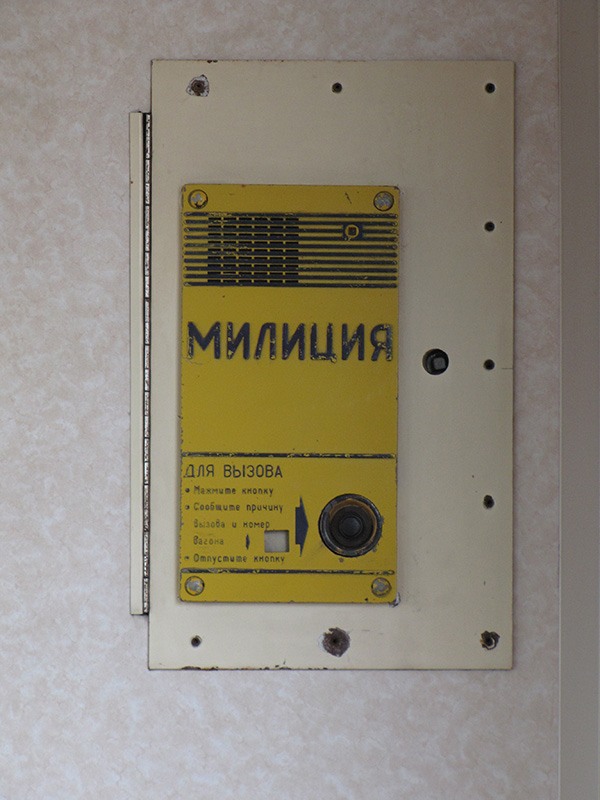 МИЛИЦИЯ
ДЛЯ ВЫЗОВА
• Нажмите кнопку
• Сообщите причину
вызова и номер
вагона
• Отпустите кнопку